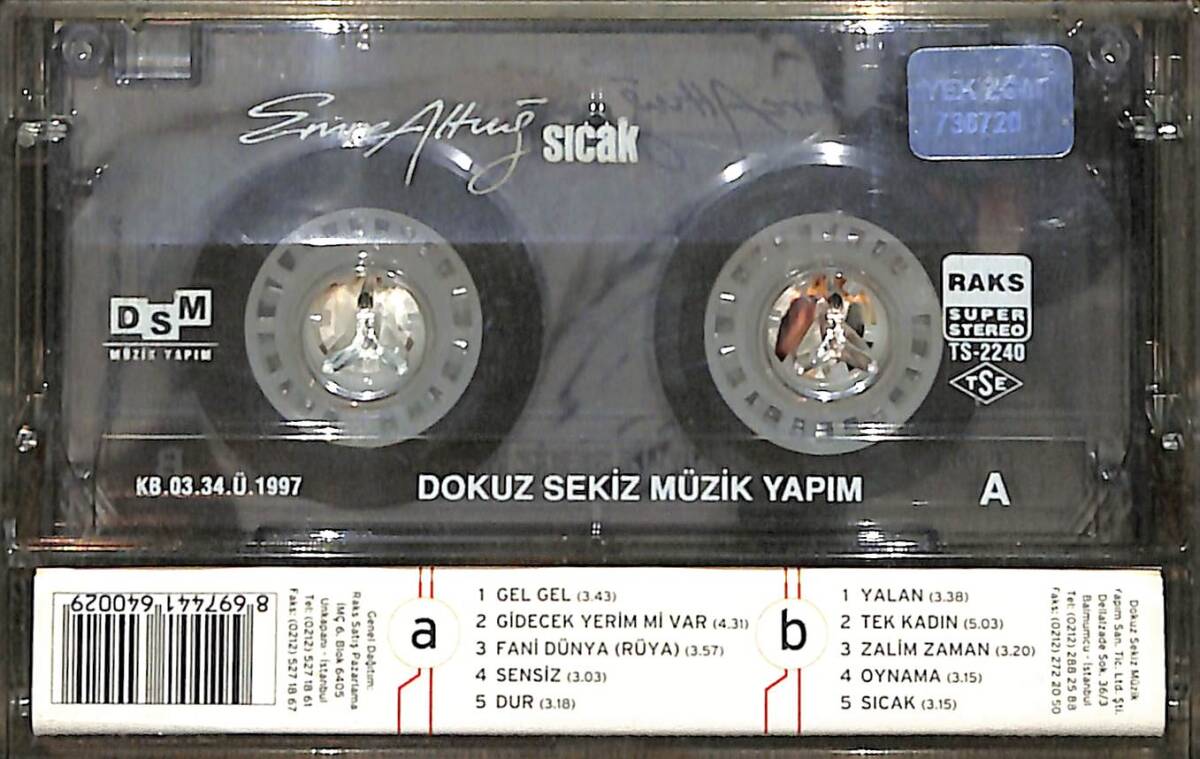 Emre Altuğ sıcak
YEK 2 CAT
736720
DSM
MÜZİK YAPIM
RAKS
SUPER
STEREO
TS-2240
TSE
KB.03.34.Ü.1997
DOKUZ SEKİZ MÜZİK YAPIM
A
8 697441 640029
Genel Dağıtım:
Raks Satış Pazarlama
İMÇ 6. Blok 6405
Unkapanı - İstanbul
Tel: (0212) 527 18 61
Faks: (0212) 527 18 67
a
1 GEL GEL (3.43)
2 GİDECEK YERİM Mİ VAR (4.31)
3 FANİ DÜNYA (RÜYA) (3.57)
4 SENSİZ (3.03)
5 DUR (3.18)
b
1 YALAN (3.38)
2 TEK KADIN (5.03)
3 ZALİM ZAMAN (3.20)
4 OYNAMA (3.15)
5 SICAK (3.15)
Dokuz Sekiz Müzik
Yapım San. Tic. Ltd. Şti.
Dellalzade Sok. 36/3
Balmumcu - İstanbul
Tel: (0212) 288 25 88
Faks: (0212) 272 20 50